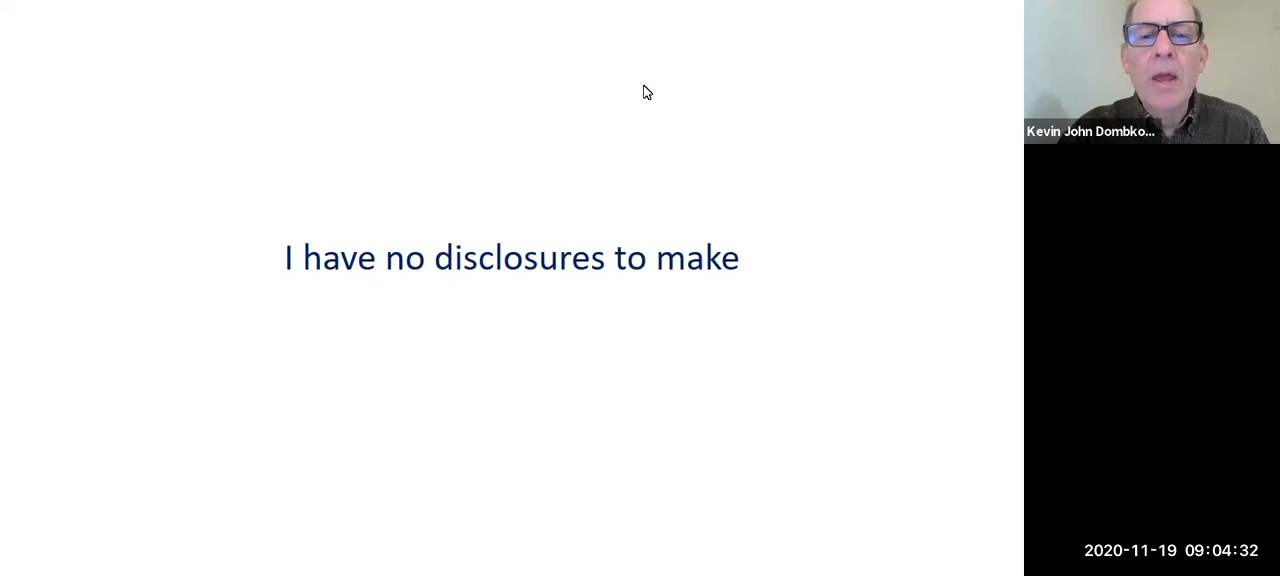 I have no disclosures to make
Kevin John Dombko...
2020-11-19 09:04:32